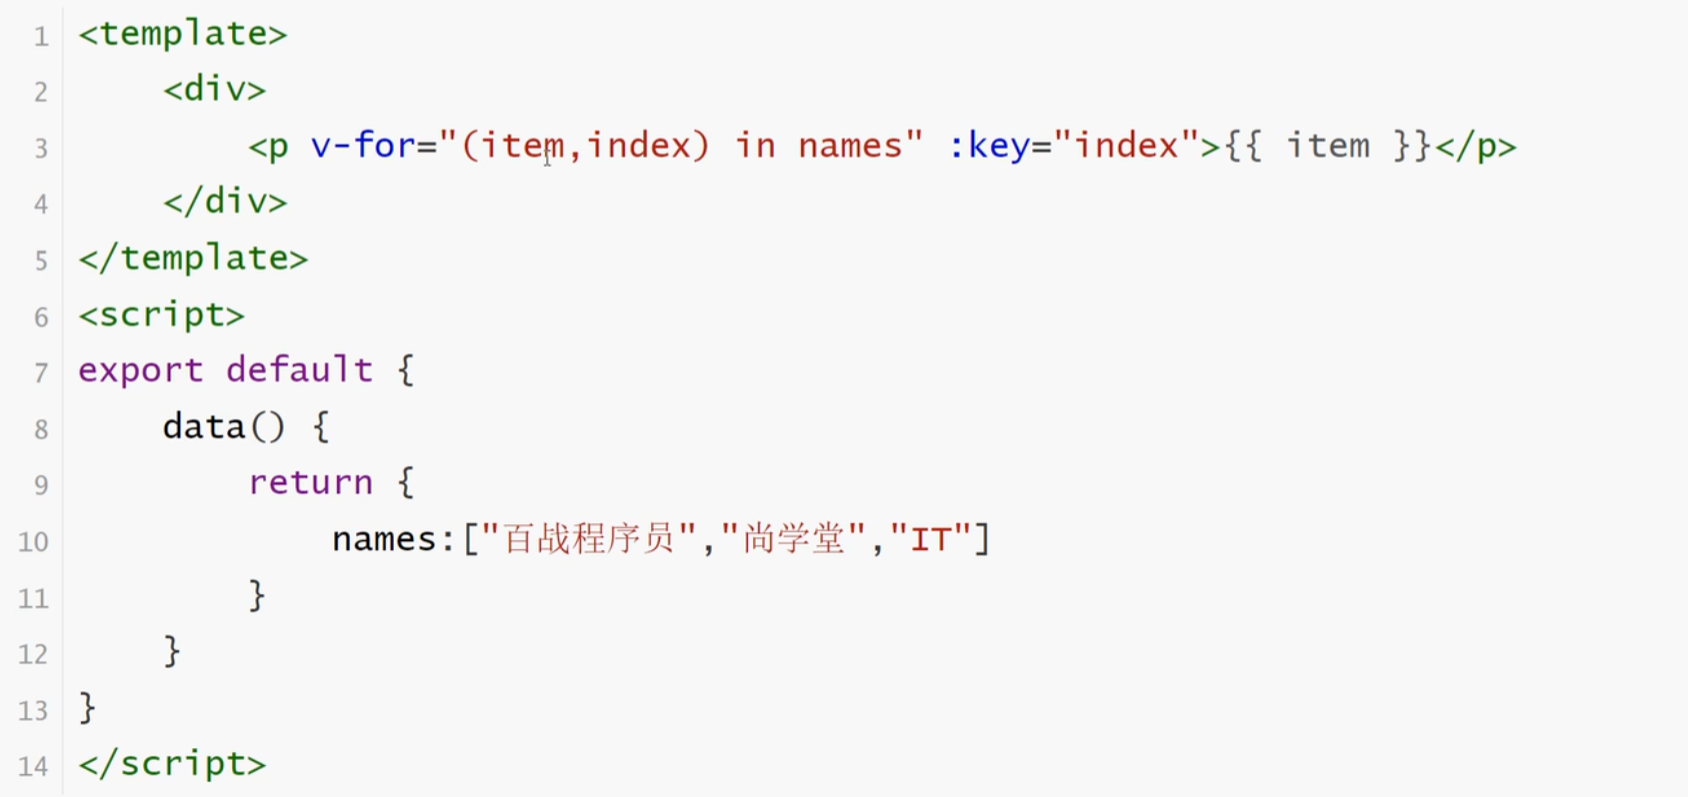 1 <template>
2 <div>
3 <p v-for="(item,index) in names" :key="index">{{ item }}</p>
4 </div>
5 </template>
6 <script>
7 export default {
8 data() {
9 return {
10 names:["百战程序员","尚学堂","IT"]
11 }
12 }
13 }
14 </script>